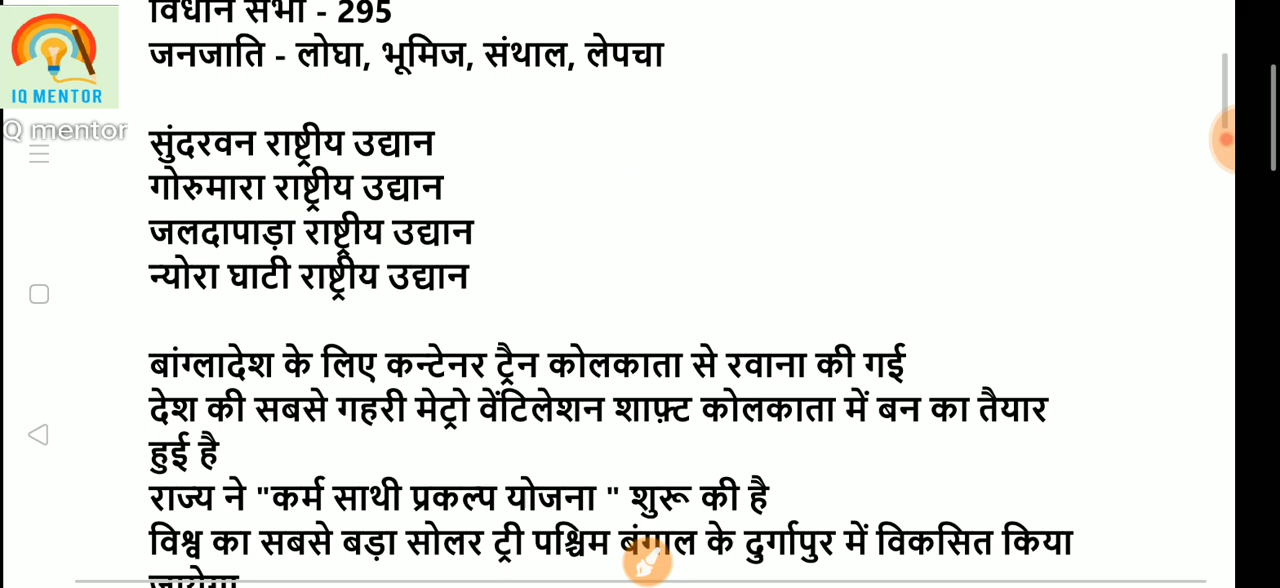 विधान सभा - 295
जनजाति - लोघा, भूमिज, संथाल, लेपचा
IQ MENTOR
Q mentor
सुंदरवन राष्ट्रीय उद्यान
गोरुमारा राष्ट्रीय उद्यान
जलदापाड़ा राष्ट्रीय उद्यान
न्योरा घाटी राष्ट्रीय उद्यान
बांग्लादेश के लिए कन्टेनर ट्रैन कोलकाता से रवाना की गई
देश की सबसे गहरी मेट्रो वेंटिलेशन शाफ़्ट कोलकाता में बन का तैयार
हुई है
राज्य ने "कर्म साथी प्रकल्प योजना " शुरू की है
विश्व का सबसे बड़ा सोलर ट्री पश्चिम बंगाल के दुर्गापुर में विकसित किया
जायेगा